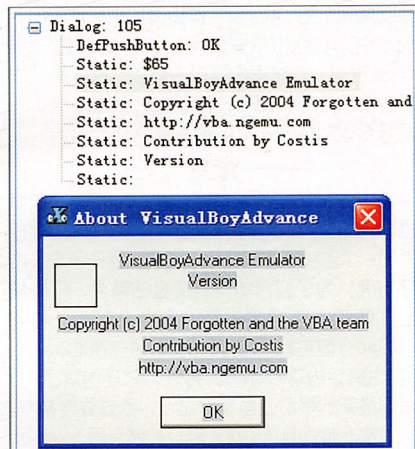 Dialog: 105
DefPushButton: OK
Static: $65
Static: VisualBoyAdvance Emulator
Static: Copyright (c) 2004 Forgotten and
Static: http://vba.ngemu.com
Static: Contribution by Costis
Static: Version
Static:
About VisualBoyAdvance
VisualBoyAdvance Emulator
Version
Copyright (c) 2004 Forgotten and the VBA team
Contribution by Costis
http://vba.ngemu.com
OK